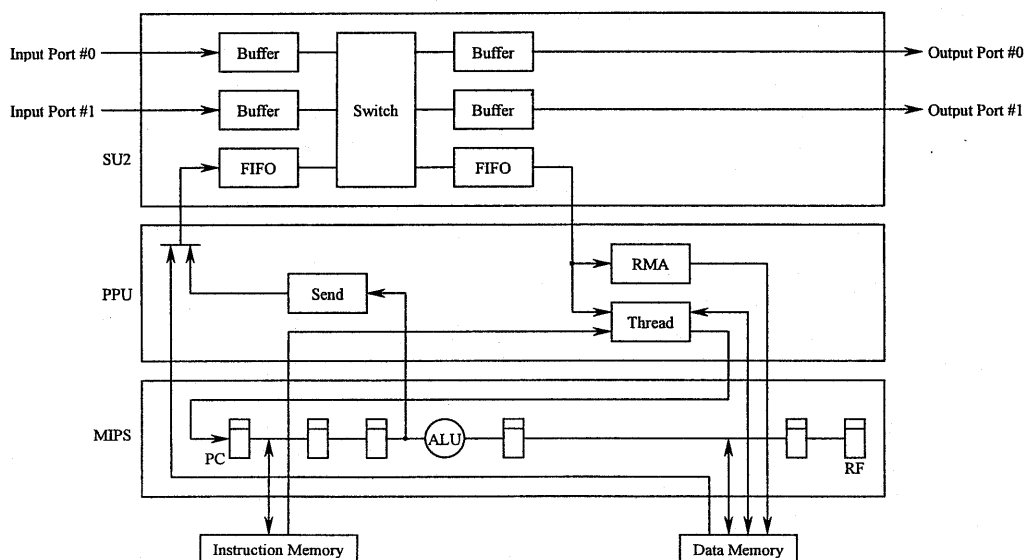 Input Port #0
Buffer
Buffer
Output Port #0
Input Port #1
Buffer
Switch
Buffer
Output Port #1
SU2
FIFO
FIFO
RMA
PPU
Send
Thread
MIPS
ALU
PC
RF
Instruction Memory
Data Memory